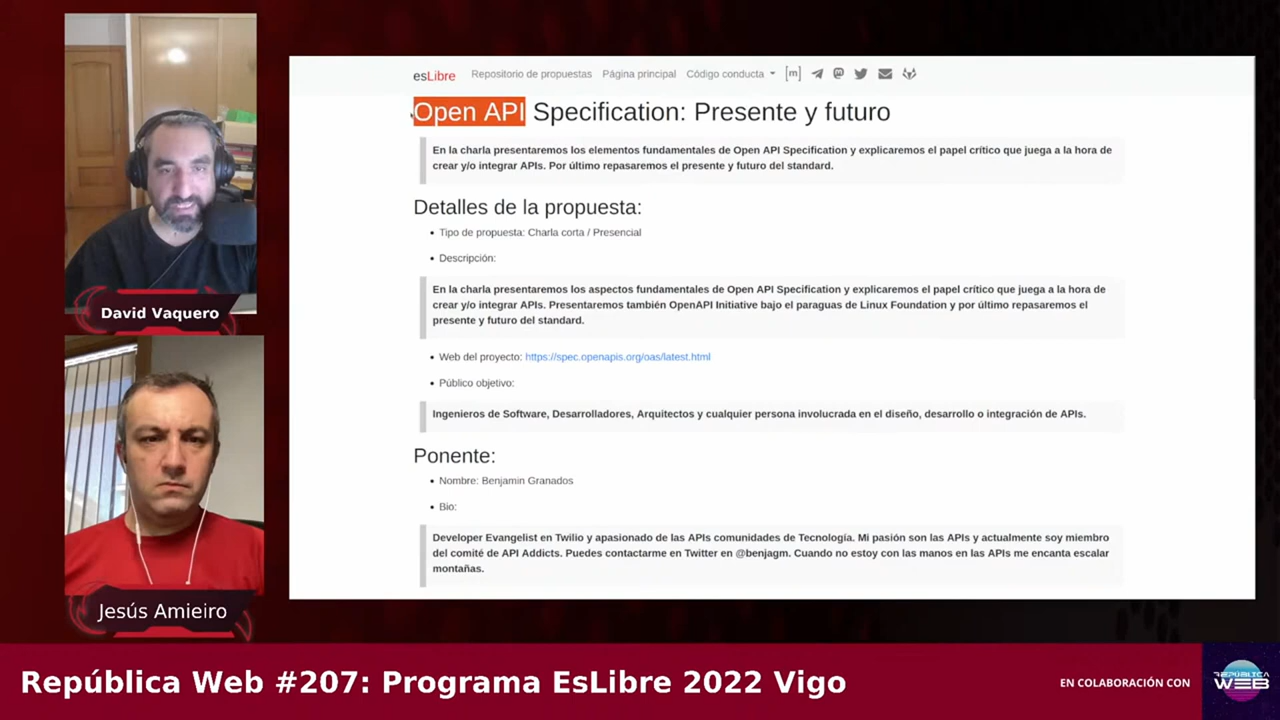 David Vaquero
Jesús Amieiro
esLibre
Repositorio de propuestas
Página principal
Código conducta
[m]
Open API Specification: Presente y futuro
En la charla presentaremos los elementos fundamentales de Open API Specification y explicaremos el papel crítico que juega a la hora de
crear y/o integrar APIs. Por último repasaremos el presente y futuro del standard.
Detalles de la propuesta:
• Tipo de propuesta: Charla corta / Presencial
• Descripción:
En la charla presentaremos los aspectos fundamentales de Open API Specification y explicaremos el papel crítico que juega a la hora de
crear y/o integrar APIs. Presentaremos también OpenAPI Initiative bajo el paraguas de Linux Foundation y por último repasaremos el
presente y futuro del standard.
• Web del proyecto: https://spec.openapis.org/oas/latest.html
• Público objetivo:
Ingenieros de Software, Desarrolladores, Arquitectos y cualquier persona involucrada en el diseño, desarrollo o integración de APIs.
Ponente:
• Nombre: Benjamin Granados
• Bio:
Developer Evangelist en Twilio y apasionado de las APIs comunidades de Tecnología. Mi pasión son las APIs y actualmente soy miembro
del comité de API Addicts. Puedes contactarme en Twitter en @benjagm. Cuando no estoy con las manos en las APIs me encanta escalar
montañas.
República Web #207: Programa EsLibre 2022 Vigo
EN COLABORACIÓN CON
REPÚBLICA
WEB